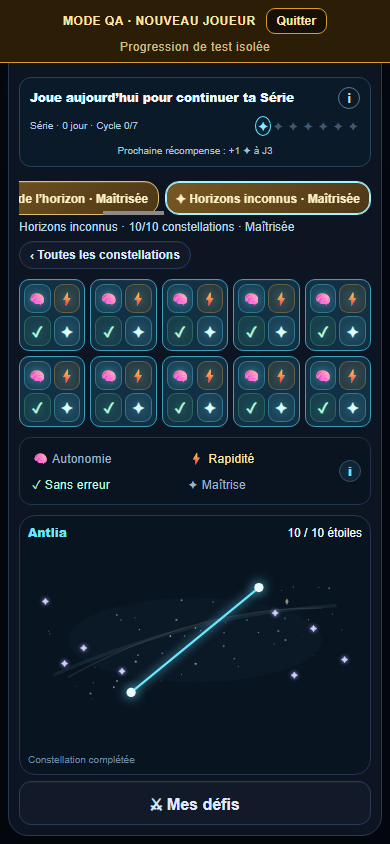 MODE QA · NOUVEAU JOUEUR
Quitter
Progression de test isolée
Joue aujourd’hui pour continuer ta Série
i
Série · 0 jour · Cycle 0/7
Prochaine récompense : +1 ✦ à J3
de l’horizon · Maîtrisée
✦ Horizons inconnus · Maîtrisée
Horizons inconnus · 10/10 constellations · Maîtrisée
‹ Toutes les constellations
Autonomie
Rapidité
✓ Sans erreur
✦ Maîtrise
i
Antlia
10 / 10 étoiles
Constellation complétée
⚔ Mes défis